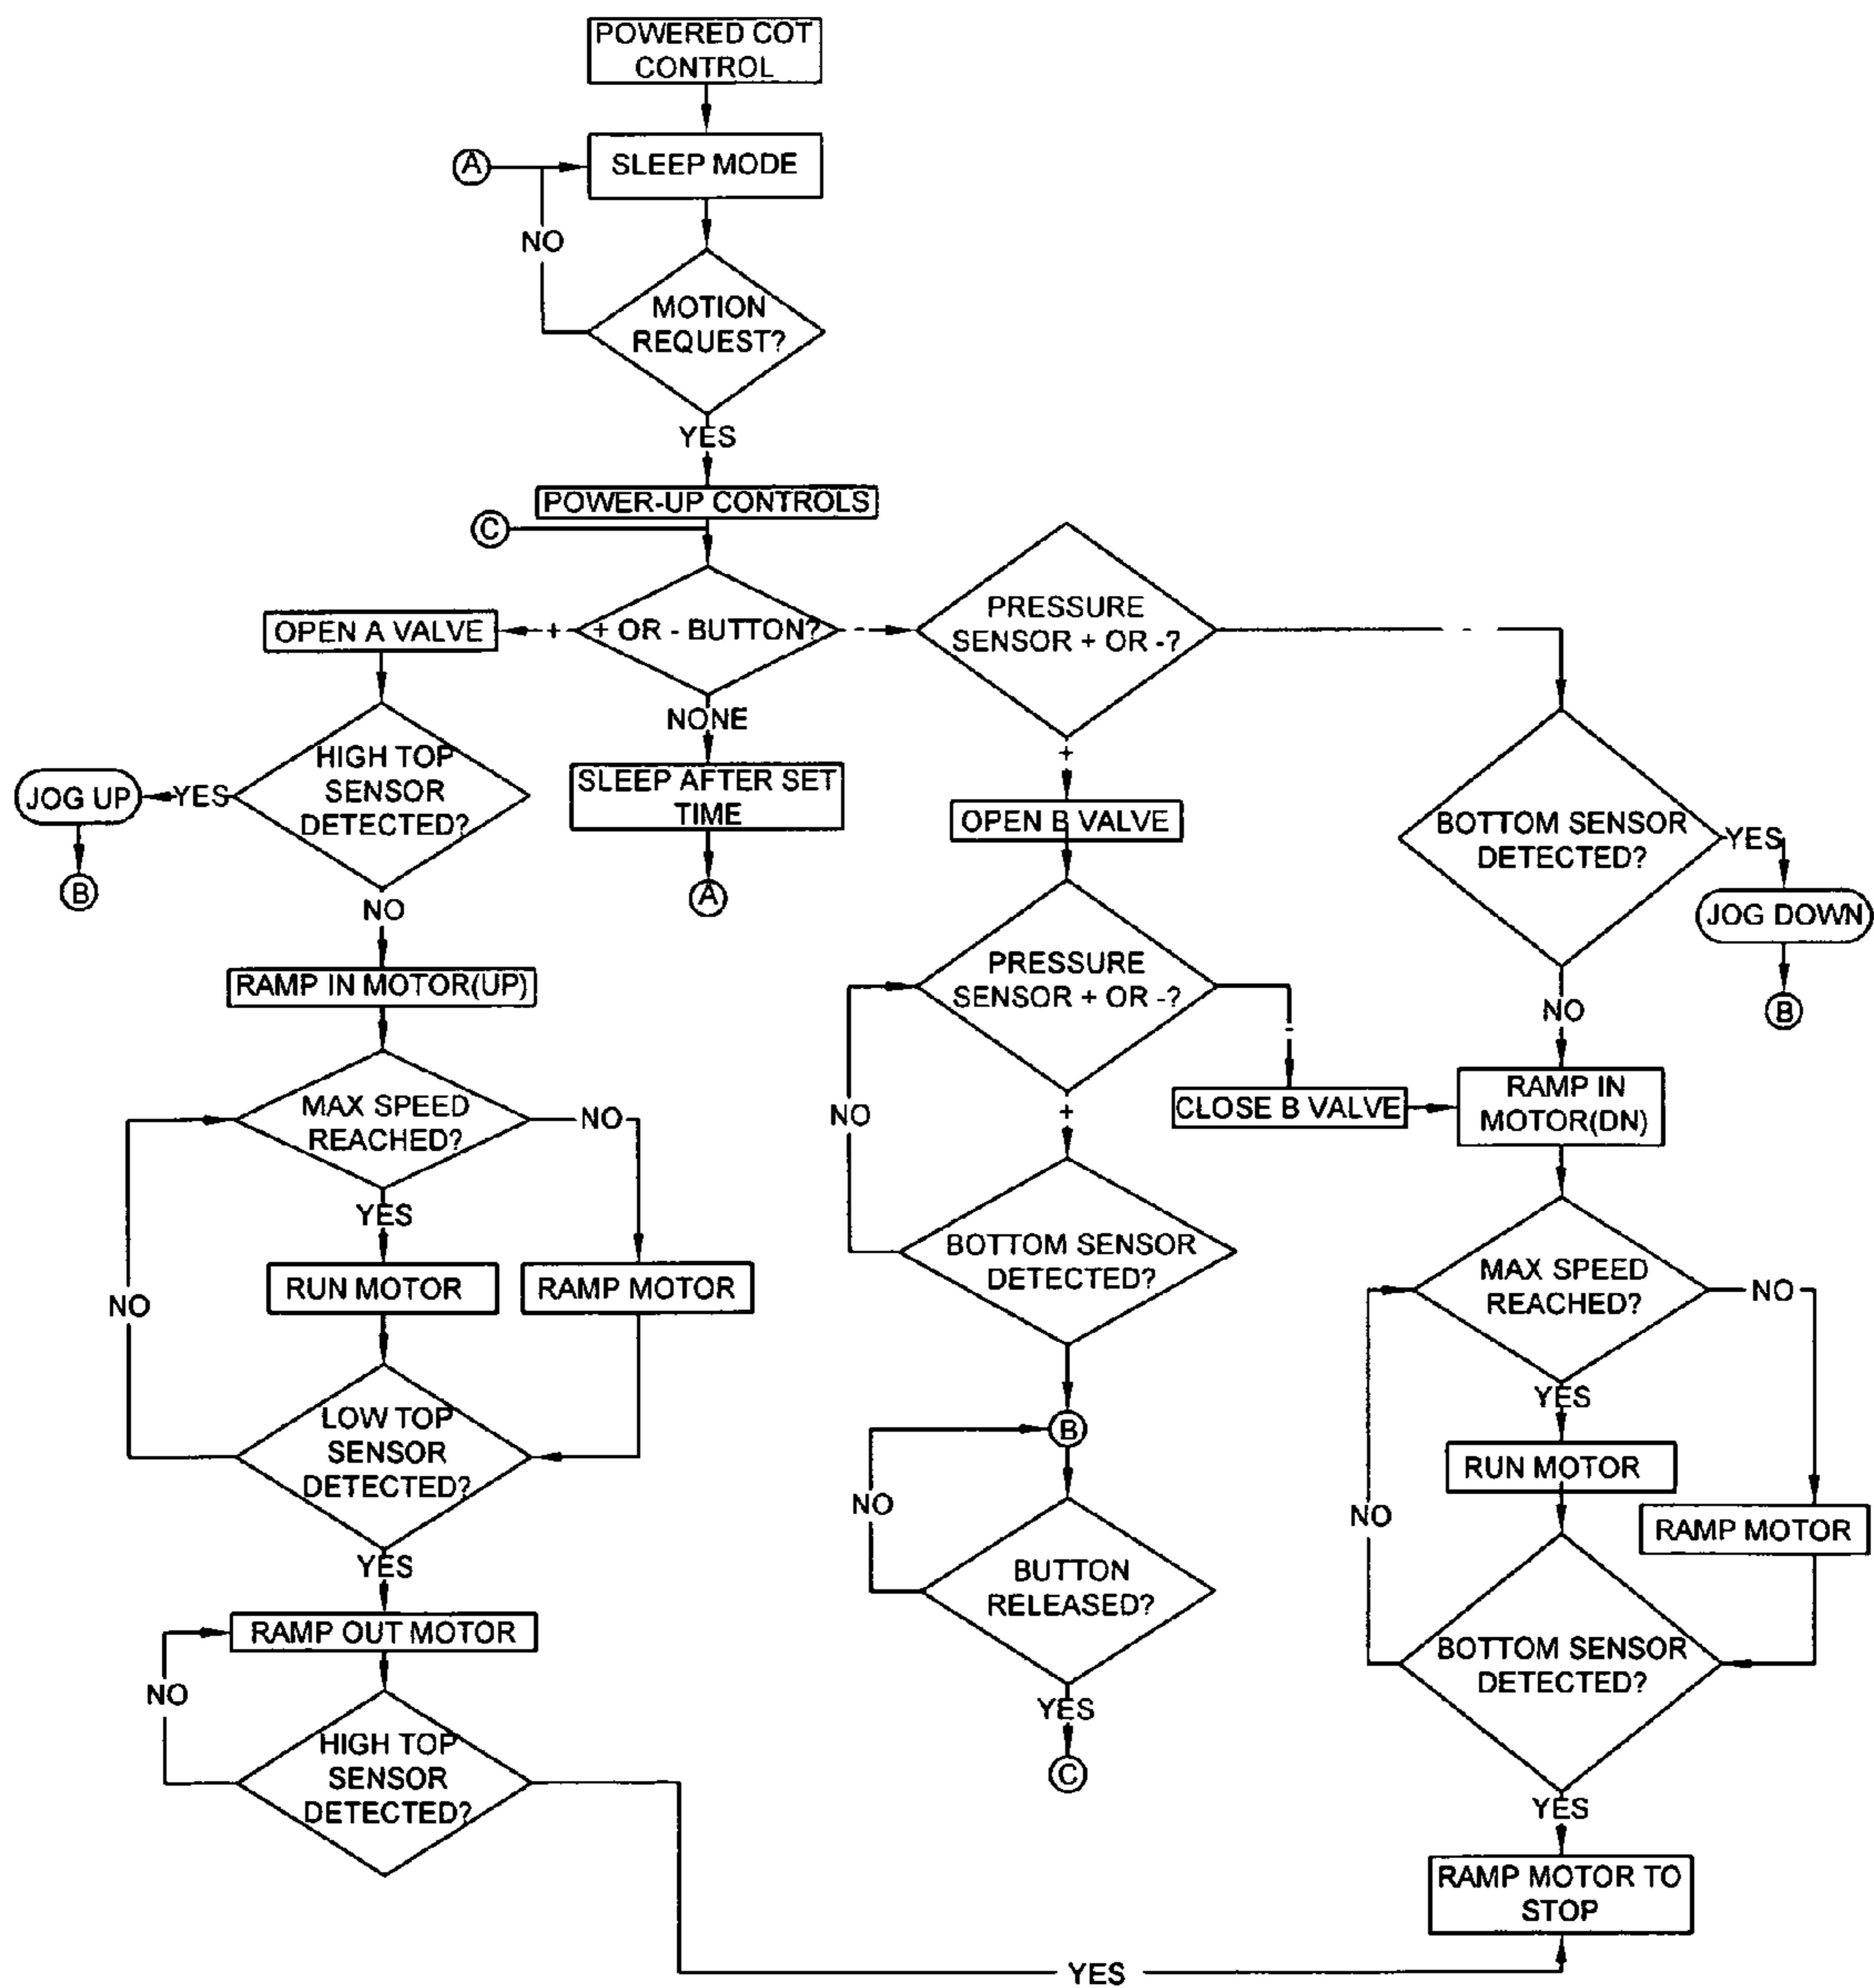 POWERED COT
CONTROL
A
SLEEP MODE
NO
MOTION
REQUEST?
YES
POWER-UP CONTROLS
C
OPEN A VALVE
+
+ OR - BUTTON?
-
PRESSURE
SENSOR + OR -?
-
NONE
SLEEP AFTER SET
TIME
A
HIGH TOP
SENSOR
DETECTED?
YES
JOG UP
B
NO
RAMP IN MOTOR(UP)
MAX SPEED
REACHED?
NO
YES
RUN MOTOR
RAMP MOTOR
NO
LOW TOP
SENSOR
DETECTED?
YES
RAMP OUT MOTOR
NO
HIGH TOP
SENSOR
DETECTED?
YES
+
OPEN B VALVE
PRESSURE
SENSOR + OR -?
-
CLOSE B VALVE
+
NO
BOTTOM SENSOR
DETECTED?
B
NO
BUTTON
RELEASED?
YES
C
BOTTOM SENSOR
DETECTED?
YES
JOG DOWN
B
NO
RAMP IN
MOTOR(DN)
MAX SPEED
REACHED?
NO
YES
RUN MOTOR
RAMP MOTOR
NO
BOTTOM SENSOR
DETECTED?
YES
RAMP MOTOR TO
STOP